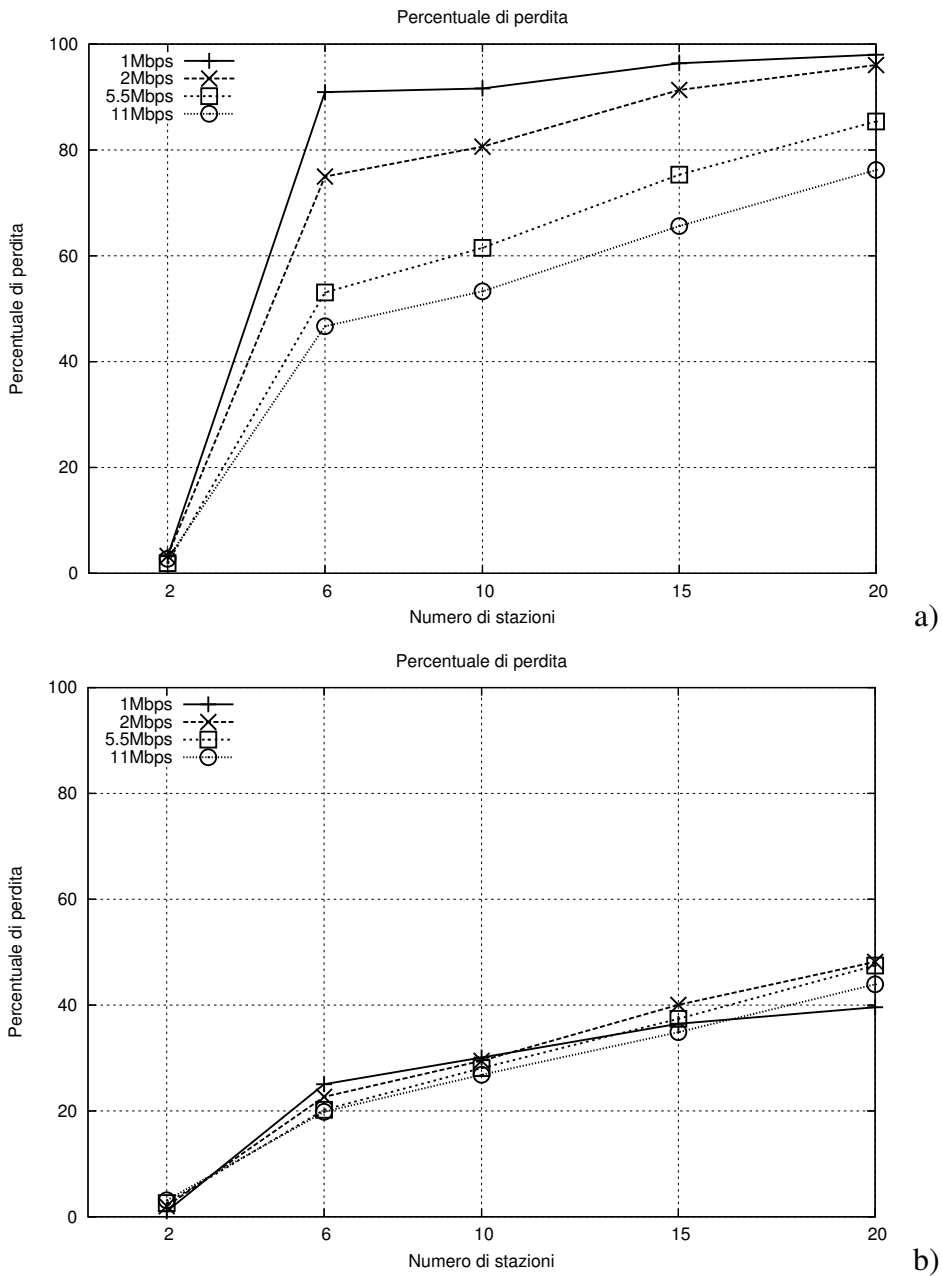 Percentuale di perdita
100
80
60
40
20
0
Percentuale di perdita
1Mbps
2Mbps
5.5Mbps
11Mbps
2 6 10 15 20
Numero di stazioni
a)
Percentuale di perdita
100
80
60
40
20
0
Percentuale di perdita
1Mbps
2Mbps
5.5Mbps
11Mbps
2 6 10 15 20
Numero di stazioni
b)